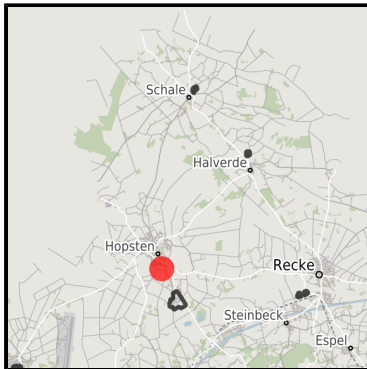 Schale
Halverde
Hopsten
Recke
Steinbeck
Espel